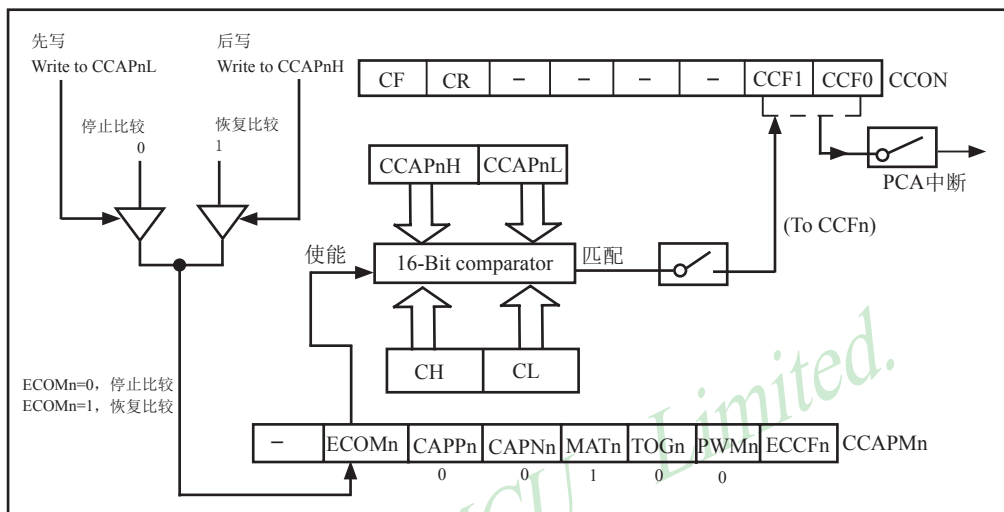 先写
Write to CCAPnL
后写
Write to CCAPnH
CF CR – – – – CCF1 CCF0 CCON
停止比较
0
恢复比较
1
PCA中断
CCAPnH CCAPnL
(To CCFn)
使能
16-Bit comparator
匹配
CH CL
ECOMn=0，停止比较
ECOMn=1，恢复比较
– ECOMn CAPPn CAPNn MATn TOGn PWMn ECCFn CCAPMn
0 0 1 0 0
MCU Limited.